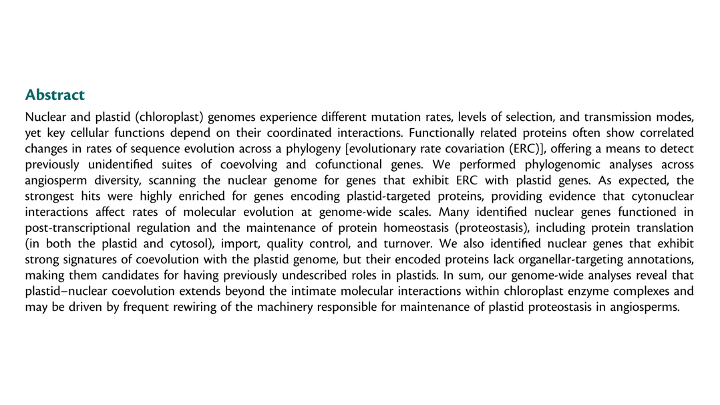 Abstract
Nuclear and plastid (chloroplast) genomes experience different mutation rates, levels of selection, and transmission modes,
yet key cellular functions depend on their coordinated interactions. Functionally related proteins often show correlated
changes in rates of sequence evolution across a phylogeny [evolutionary rate covariation (ERC)], offering a means to detect
previously unidentified suites of coevolving and cofunctional genes. We performed phylogenomic analyses across
angiosperm diversity, scanning the nuclear genome for genes that exhibit ERC with plastid genes. As expected, the
strongest hits were highly enriched for genes encoding plastid-targeted proteins, providing evidence that cytonuclear
interactions affect rates of molecular evolution at genome-wide scales. Many identified nuclear genes functioned in
post-transcriptional regulation and the maintenance of protein homeostasis (proteostasis), including protein translation
(in both the plastid and cytosol), import, quality control, and turnover. We also identified nuclear genes that exhibit
strong signatures of coevolution with the plastid genome, but their encoded proteins lack organellar-targeting annotations,
making them candidates for having previously undescribed roles in plastids. In sum, our genome-wide analyses reveal that
plastid–nuclear coevolution extends beyond the intimate molecular interactions within chloroplast enzyme complexes and
may be driven by frequent rewiring of the machinery responsible for maintenance of plastid proteostasis in angiosperms.